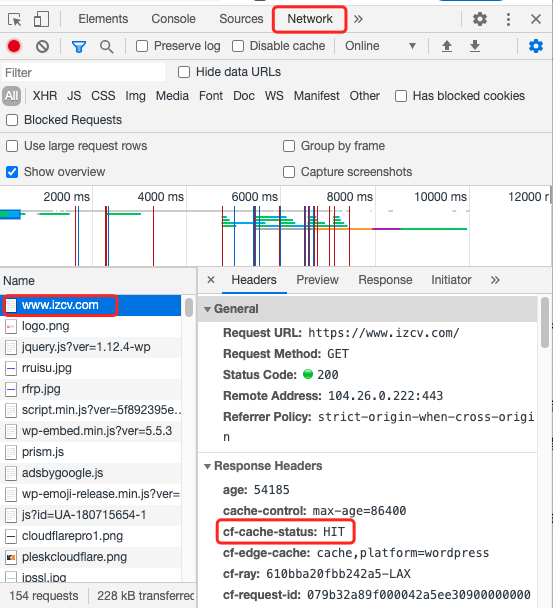 Elements Console Sources Network »
Preserve log Disable cache Online
Filter Hide data URLs
All XHR JS CSS Img Media Font Doc WS Manifest Other Has blocked cookies
Blocked Requests
Use large request rows Group by frame
Show overview Capture screenshots
2000 ms 4000 ms 6000 ms 8000 ms 10000 ms 12000 r
Name
www.izcv.com
logo.png
jquery.js?ver=1.12.4-wp
rruisu.jpg
rfrp.jpg
script.min.js?ver=5f892395e...
wp-embed.min.js?ver=5.5.3
prism.js
adsbygoogle.js
wp-emoji-release.min.js?ver=
js?id=UA-180715654-1
cloudflarepro1.png
pleskcloudflare.png
ipssl.jpg
154 requests 228 kB transferred
× Headers Preview Response Initiator »
General
Request URL: https://www.izcv.com/
Request Method: GET
Status Code: 200
Remote Address: 104.26.0.222:443
Referrer Policy: strict-origin-when-cross-origi
n
Response Headers
age: 54185
cache-control: max-age=86400
cf-cache-status: HIT
cf-edge-cache: cache,platform=wordpress
cf-ray: 610bba20fbb242a5-LAX
cf-request-id: 079b32a89f000042a5ee30900000000